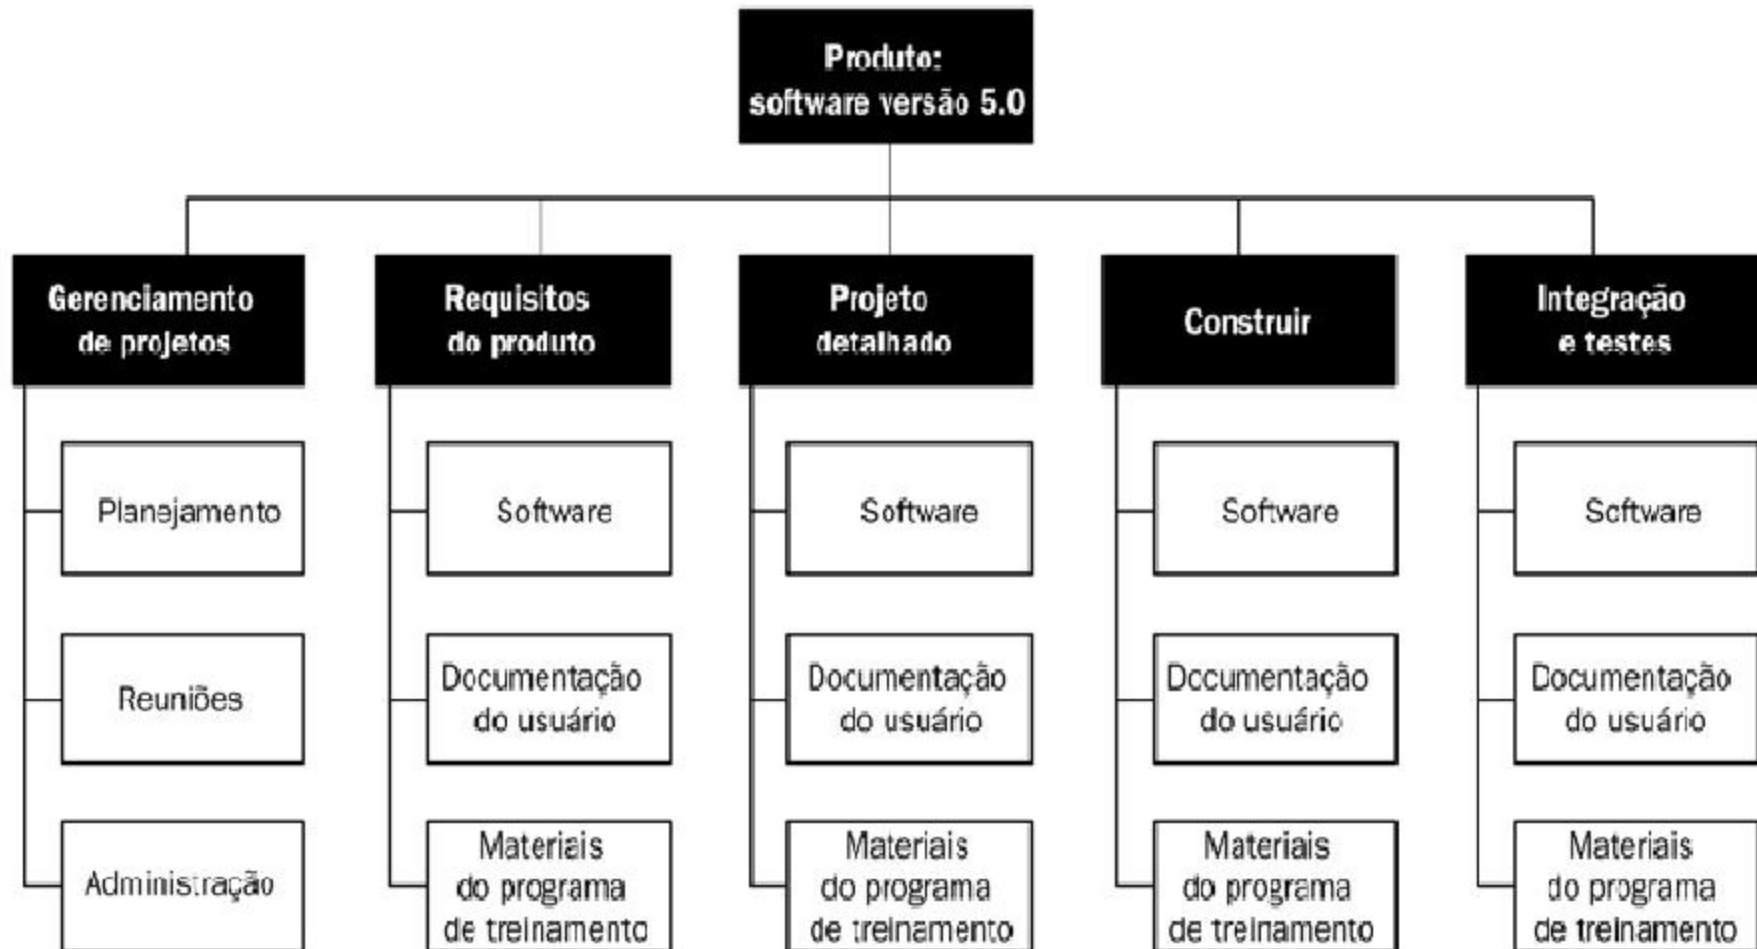 Produto:
software versão 5.0
Gerenciamento
de projetos
Requisitos
do produto
Projeto
detalhado
Construir
Integração
e testes
Planejamento
Software
Software
Software
Software
Reuniões
Documentação
do usuário
Documentação
do usuário
Documentação
do usuário
Documentação
do usuário
Administração
Materiais
do programa
de treinamento
Materiais
do programa
de treinamento
Materiais
do programa
de treinamento
Materiais
do programa
de treinamento